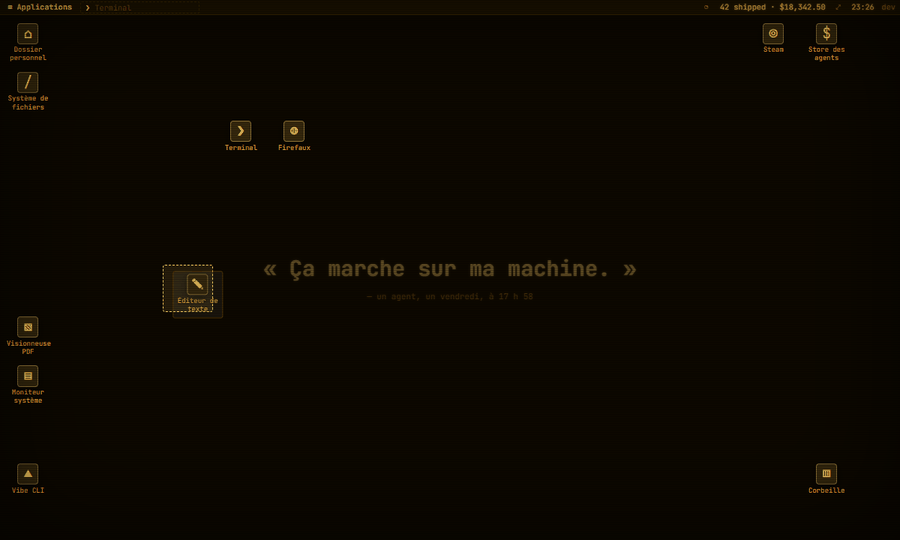 Applications
Terminal
42 shipped · $18,342.50
23:26
dev
Dossier
personnel
Système de
fichiers
Steam
Store des
agents
Terminal
Firefaux
« Ça marche sur ma machine. »
— un agent, un vendredi, à 17 h 58
Éditeur de
texte
Visionneuse
PDF
Moniteur
système
Vibe CLI
Corbeille